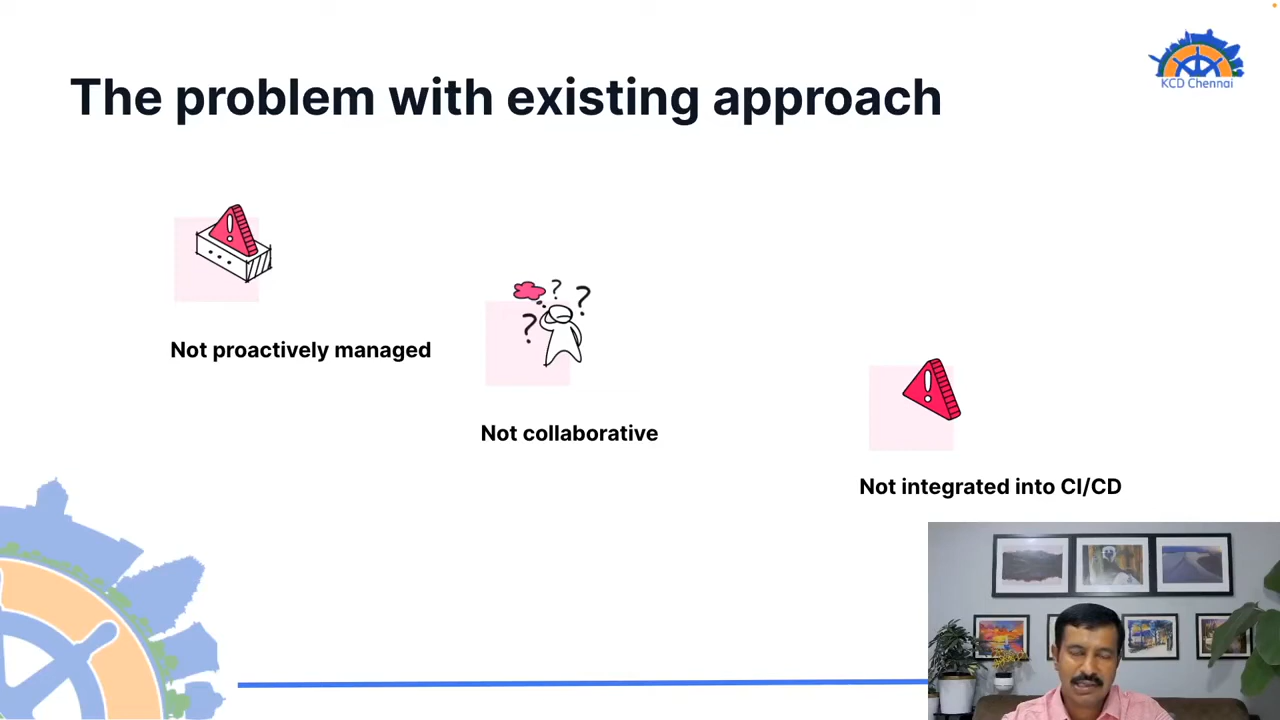 The problem with existing approach
KCD Chennai
Not proactively managed
? ?
?
Not collaborative
Not integrated into CI/CD